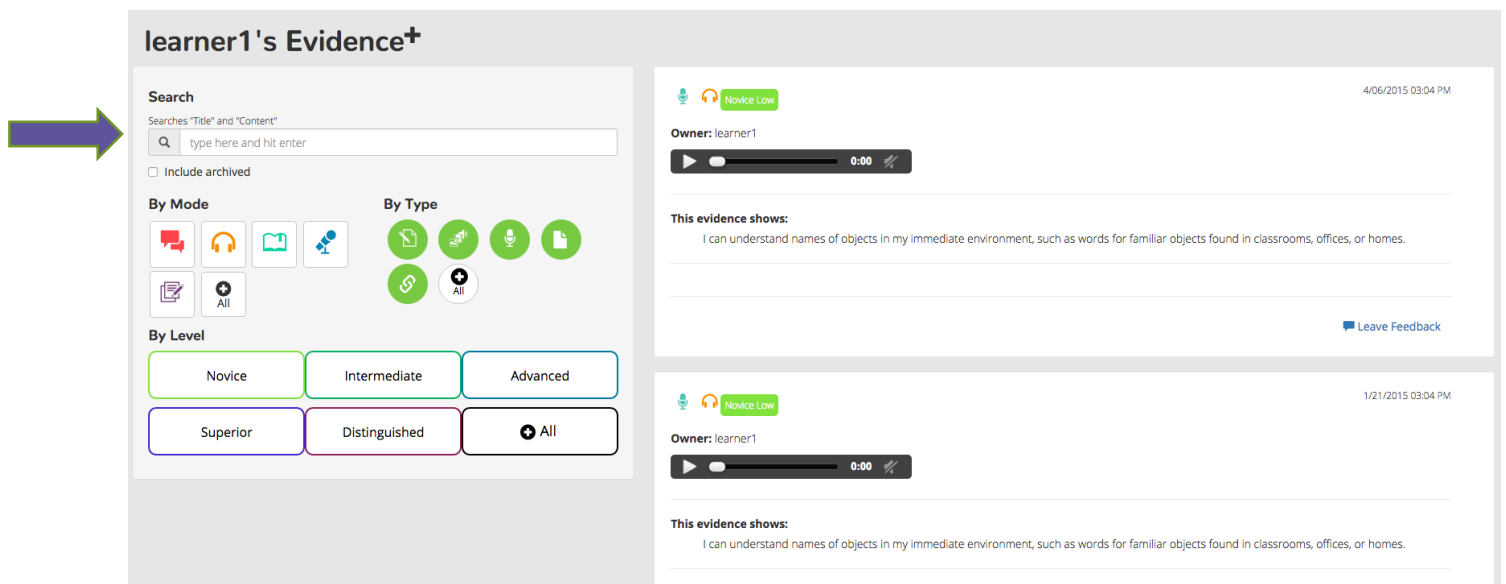 learner1's Evidence+
Search
Searches "Title" and "Content"
type here and hit enter
Include archived
By Mode
By Type
All
All
By Level
Novice
Intermediate
Advanced
Superior
Distinguished
All
Novice Low
4/06/2015 03:04 PM
Owner: learner1
0:00
This evidence shows:
I can understand names of objects in my immediate environment, such as words for familiar objects found in classrooms, offices, or homes.
Leave Feedback
Novice Low
1/21/2015 03:04 PM
Owner: learner1
0:00
This evidence shows:
I can understand names of objects in my immediate environment, such as words for familiar objects found in classrooms, offices, or homes.